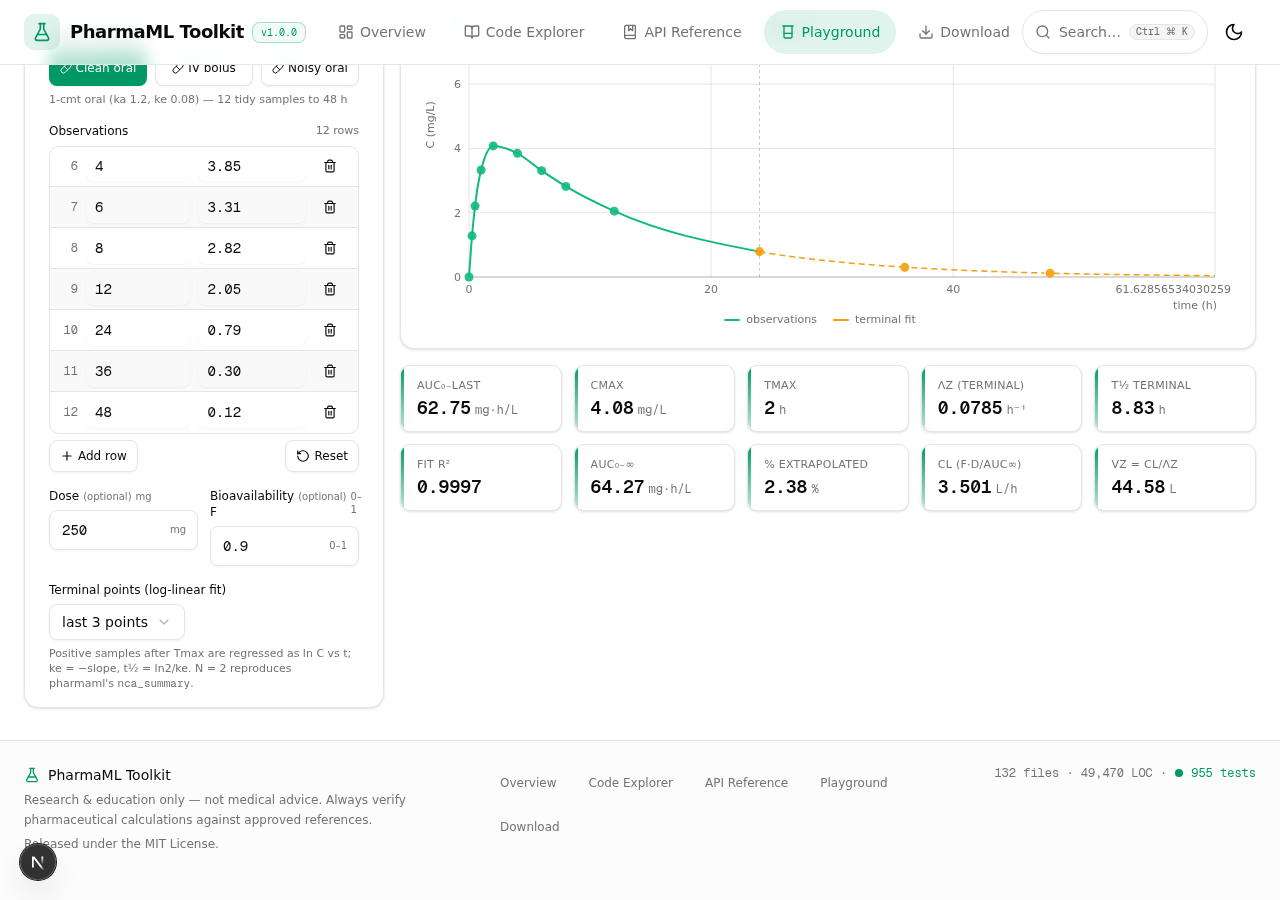 PharmaML Toolkit v1.0.0 Overview Code Explorer API Reference Playground Download Search... Ctrl ⌘ K
Clean oral IV bolus Noisy oral
1-cmt oral (ka 1.2, ke 0.08) — 12 tidy samples to 48 h
Observations 12 rows
6 4 3.85
7 6 3.31
8 8 2.82
9 12 2.05
10 24 0.79
11 36 0.30
12 48 0.12
Add row Reset
Dose (optional) mg
250 mg
Bioavailability (optional) 0–
F 1
0.9 0–1
Terminal points (log-linear fit)
last 3 points
Positive samples after Tmax are regressed as ln C vs t;
ke = −slope, t½ = ln2/ke. N = 2 reproduces
pharmaml's nca_summary.
C (mg/L)
6
4
2
0
0 20 40 61.62856534030259
time (h)
observations terminal fit
AUC₀₋LAST
62.75 mg·h/L
CMAX
4.08 mg/L
TMAX
2 h
ΛZ (TERMINAL)
0.0785 h⁻¹
T½ TERMINAL
8.83 h
FIT R²
0.9997
AUC₀₋∞
64.27 mg·h/L
% EXTRAPOLATED
2.38 %
CL (F·D/AUC∞)
3.501 L/h
VZ = CL/ΛZ
44.58 L
PharmaML Toolkit
Research & education only — not medical advice. Always verify
pharmaceutical calculations against approved references.
Released under the MIT License.
Overview Code Explorer API Reference Playground
Download
132 files · 49,470 LOC · 955 tests
N